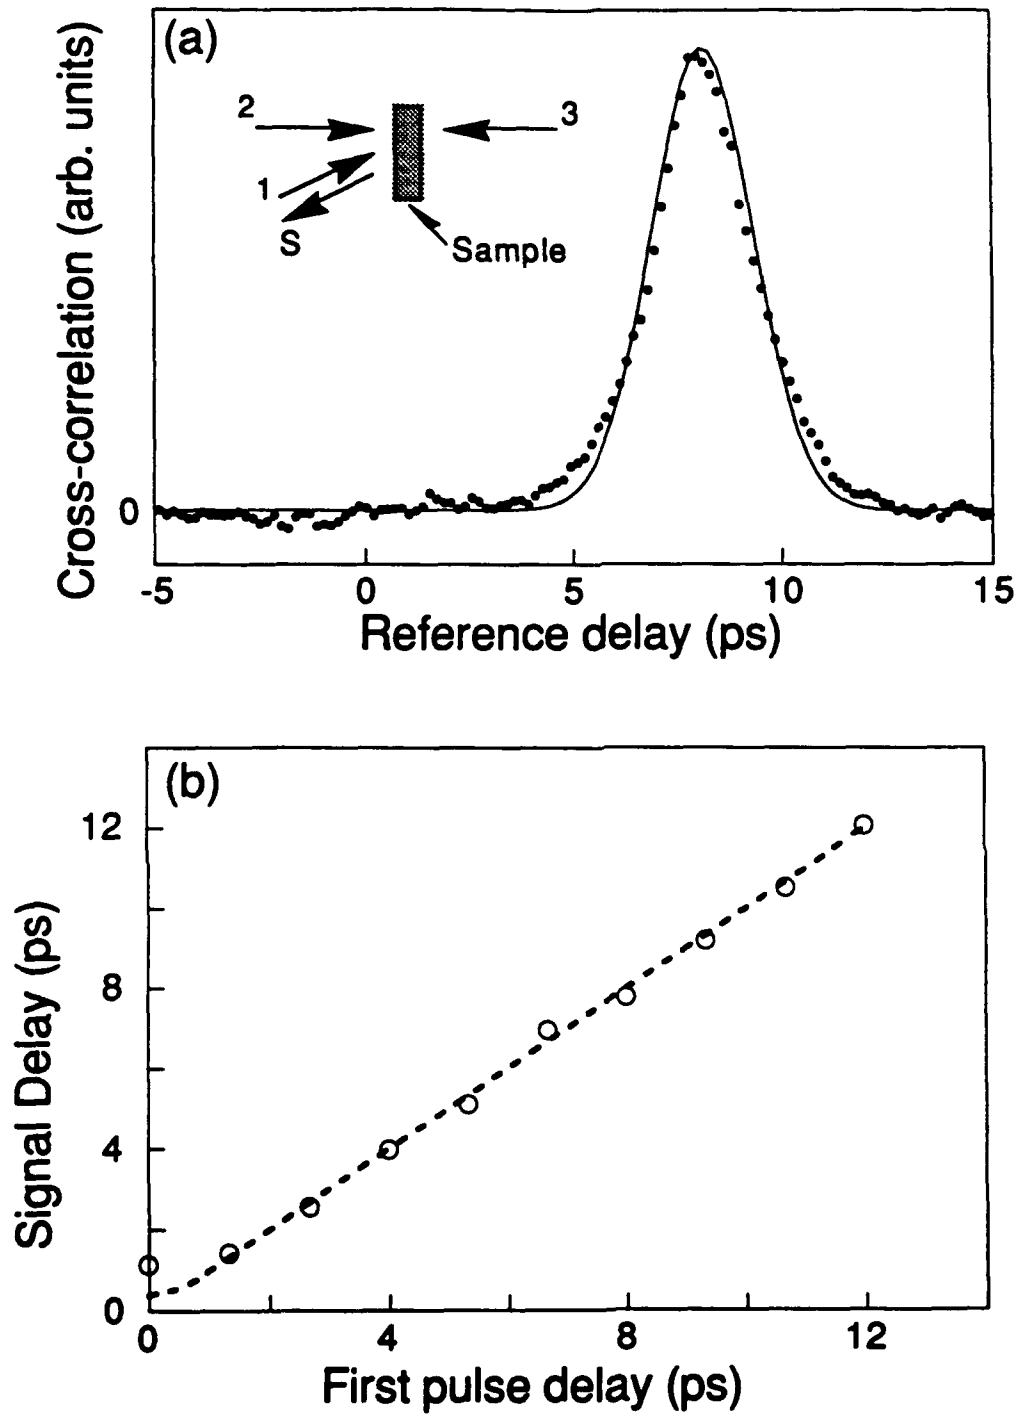 (a)
Cross-correlation (arb. units)
2
3
1
S
Sample
0
-5 0 5 10 15
Reference delay (ps)
(b)
Signal Delay (ps)
12
8
4
0
0 4 8 12
First pulse delay (ps)